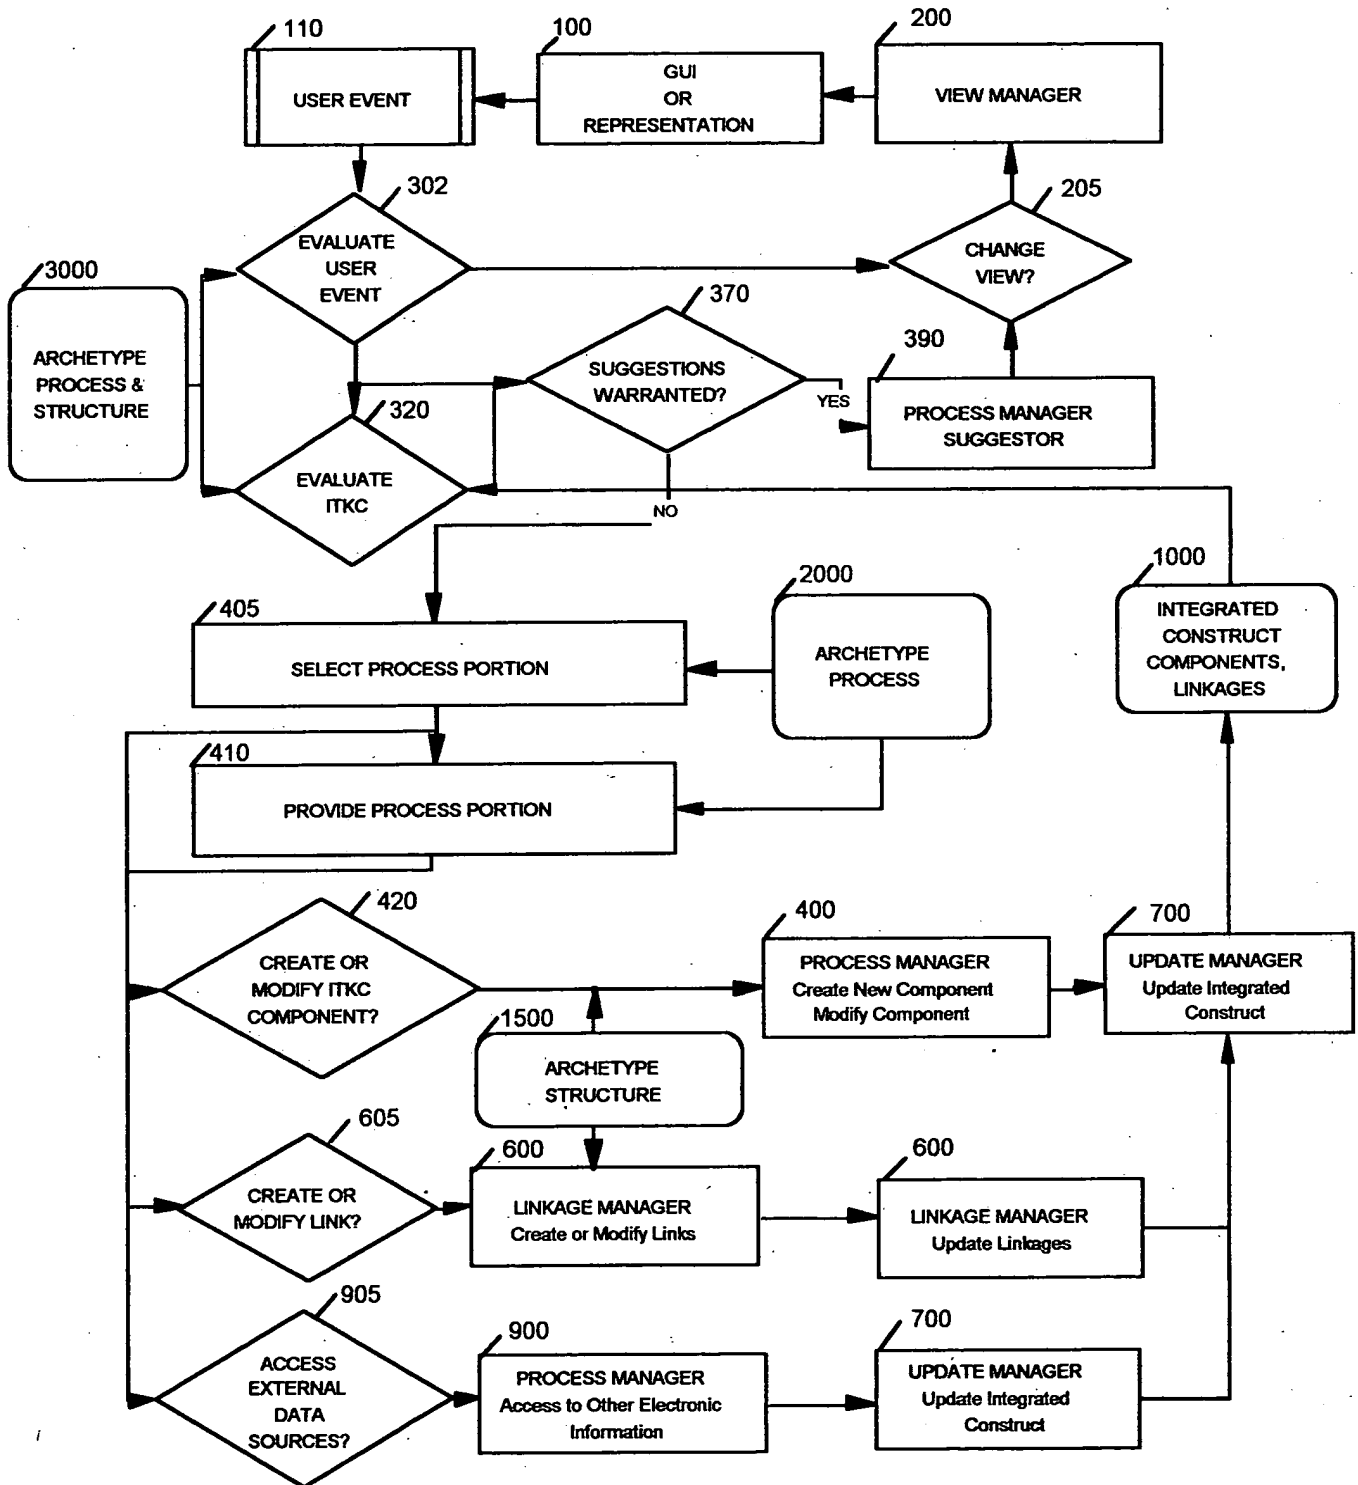 110
100
200
USER EVENT
GUI
OR
REPRESENTATION
VIEW MANAGER
302
205
EVALUATE
USER
EVENT
CHANGE
VIEW?
3000
ARCHETYPE
PROCESS &
STRUCTURE
370
SUGGESTIONS
WARRANTED?
YES
NO
390
PROCESS MANAGER
SUGGESTOR
320
EVALUATE
ITKC
1000
INTEGRATED
CONSTRUCT
COMPONENTS,
LINKAGES
405
SELECT PROCESS PORTION
2000
ARCHETYPE
PROCESS
410
PROVIDE PROCESS PORTION
420
CREATE OR
MODIFY ITKC
COMPONENT?
400
PROCESS MANAGER
Create New Component
Modify Component
700
UPDATE MANAGER
Update Integrated
Construct
1500
ARCHETYPE
STRUCTURE
605
CREATE OR
MODIFY LINK?
600
LINKAGE MANAGER
Create or Modify Links
600
LINKAGE MANAGER
Update Linkages
905
ACCESS
EXTERNAL
DATA
SOURCES?
900
PROCESS MANAGER
Access to Other Electronic
Information
700
UPDATE MANAGER
Update Integrated
Construct